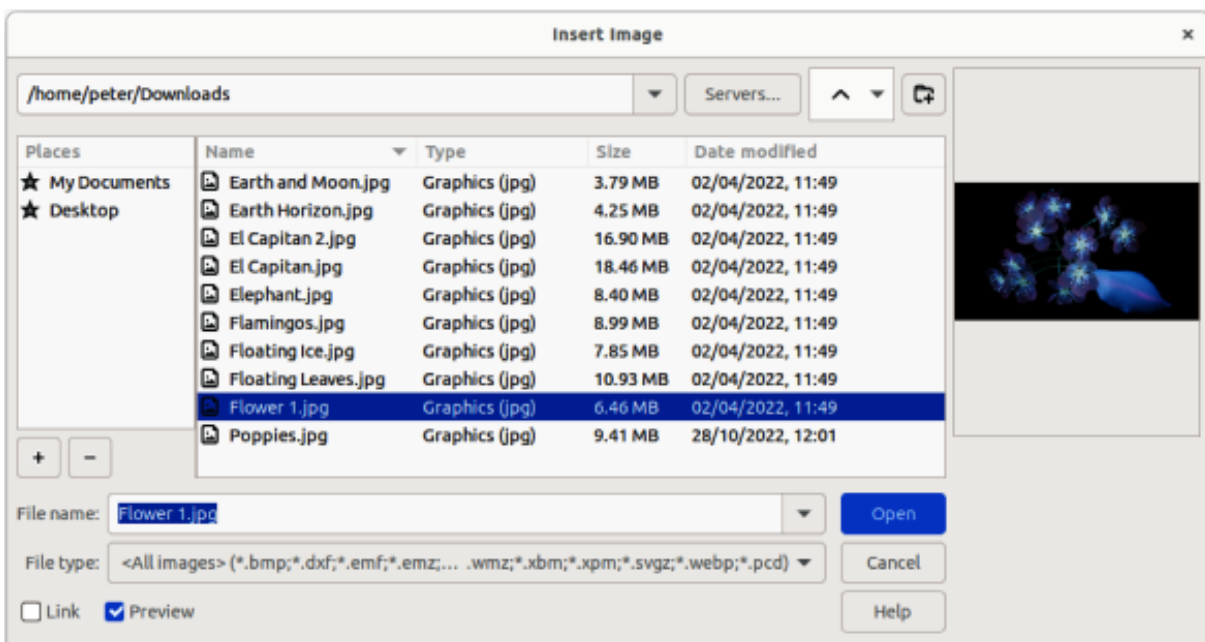 Insert Image
/home/peter/Downloads Servers...
Places Name Type Size Date modified
My Documents Earth and Moon.jpg Graphics (jpg) 3.79 MB 02/04/2022, 11:49
Desktop Earth Horizon.jpg Graphics (jpg) 4.25 MB 02/04/2022, 11:49
El Capitan 2.jpg Graphics (jpg) 16.90 MB 02/04/2022, 11:49
El Capitan.jpg Graphics (jpg) 18.46 MB 02/04/2022, 11:49
Elephant.jpg Graphics (jpg) 8.40 MB 02/04/2022, 11:49
Flamingos.jpg Graphics (jpg) 8.99 MB 02/04/2022, 11:49
Floating Ice.jpg Graphics (jpg) 7.85 MB 02/04/2022, 11:49
Floating Leaves.jpg Graphics (jpg) 10.93 MB 02/04/2022, 11:49
Flower 1.jpg Graphics (jpg) 6.46 MB 02/04/2022, 11:49
Poppies.jpg Graphics (jpg) 9.41 MB 28/10/2022, 12:01
+ −
File name: Flower 1.jpg Open
File type: <All images> (*.bmp;*.dxf;*.emf;*.emz;... .wmz;*.xbm;*.xpm;*.svgz;*.webp;*.pcd) Cancel
Link Preview Help